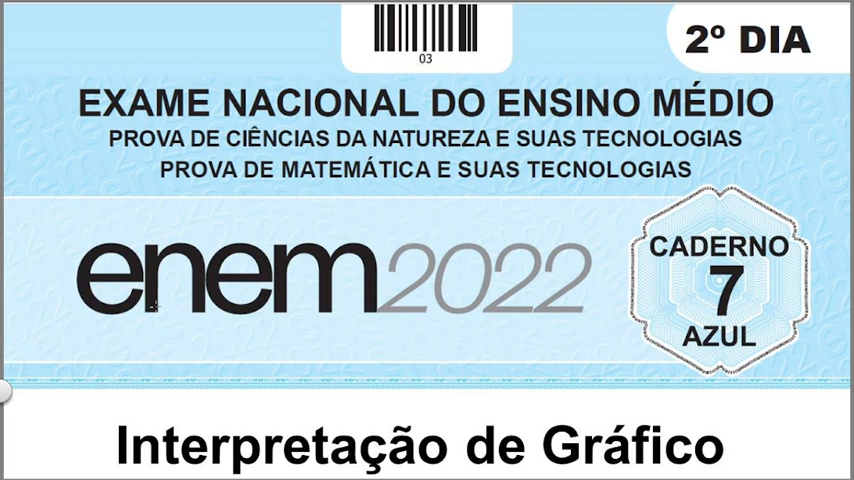 03
2º DIA
EXAME NACIONAL DO ENSINO MÉDIO
PROVA DE CIÊNCIAS DA NATUREZA E SUAS TECNOLOGIAS
PROVA DE MATEMÁTICA E SUAS TECNOLOGIAS
enem2022
CADERNO
7
AZUL
Interpretação de Gráfico